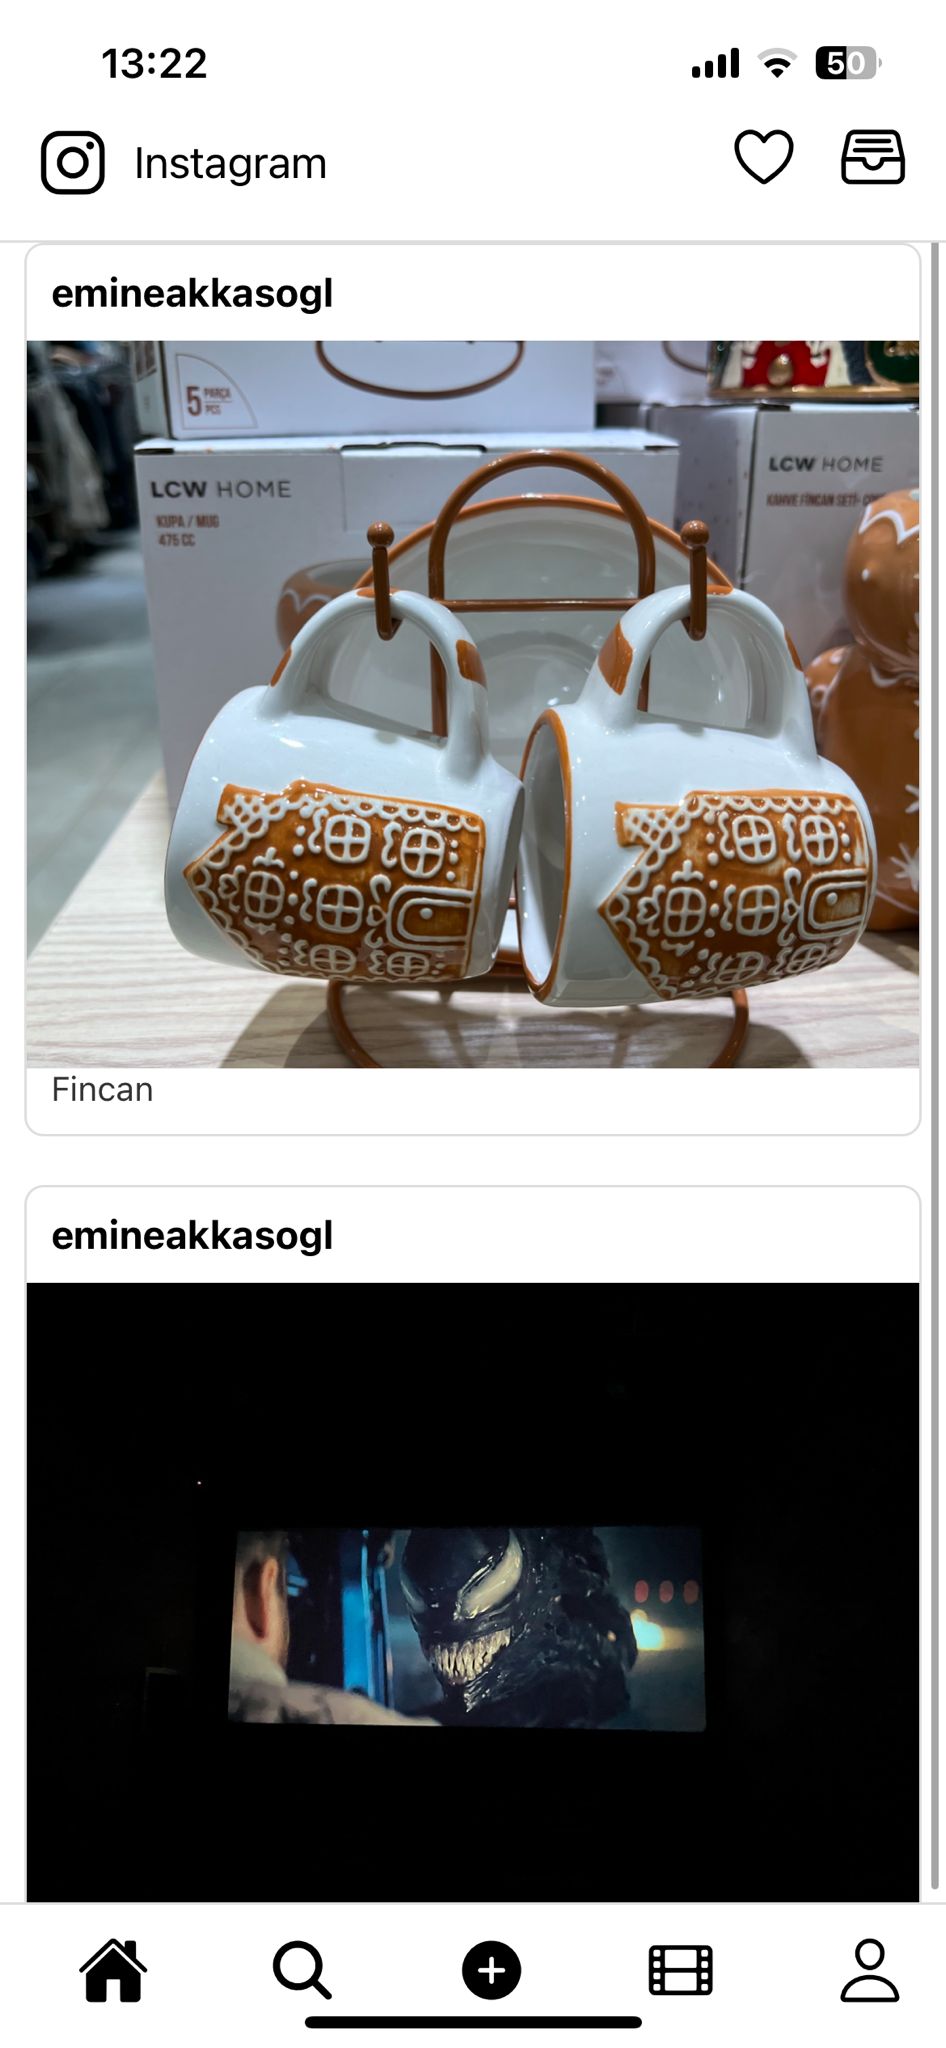 13:22
50
Instagram
emineakkasogl
5 PARÇA
PCS
LCW HOME
KUPA / MUG
475 CC
LCW HOME
KAHVE FİNCAN SETİ-
Fincan
emineakkasogl